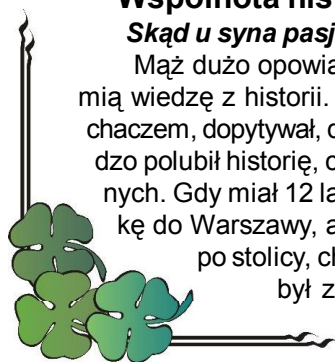 Wspólnota his
Skąd u syna pasj
Mąż dużo opowia
mią wiedzę z historii.
chaczem, dopytywał, c
dzo polubił historię, c
nych. Gdy miał 12 la
kę do Warszawy, a
po stolicy, ch
był z